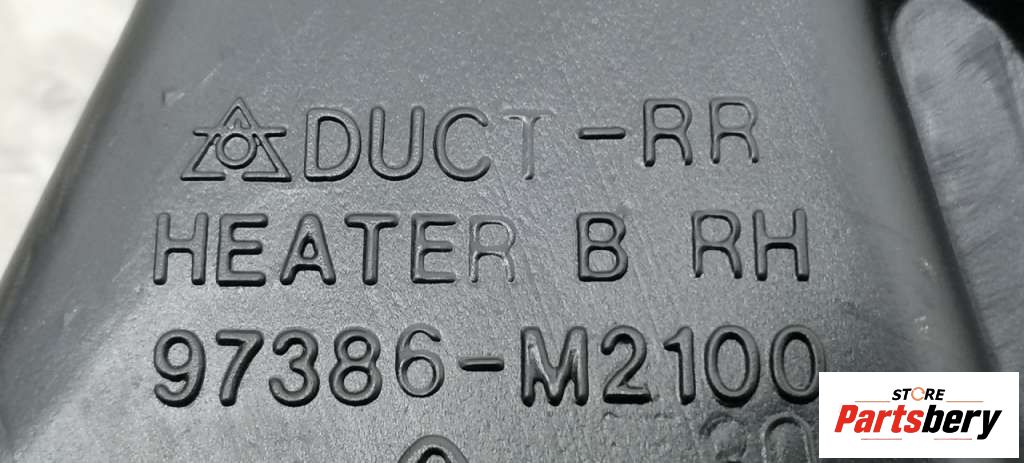 DUCT-RR
HEATER B RH
97386-M2100
STORE
Partsbery